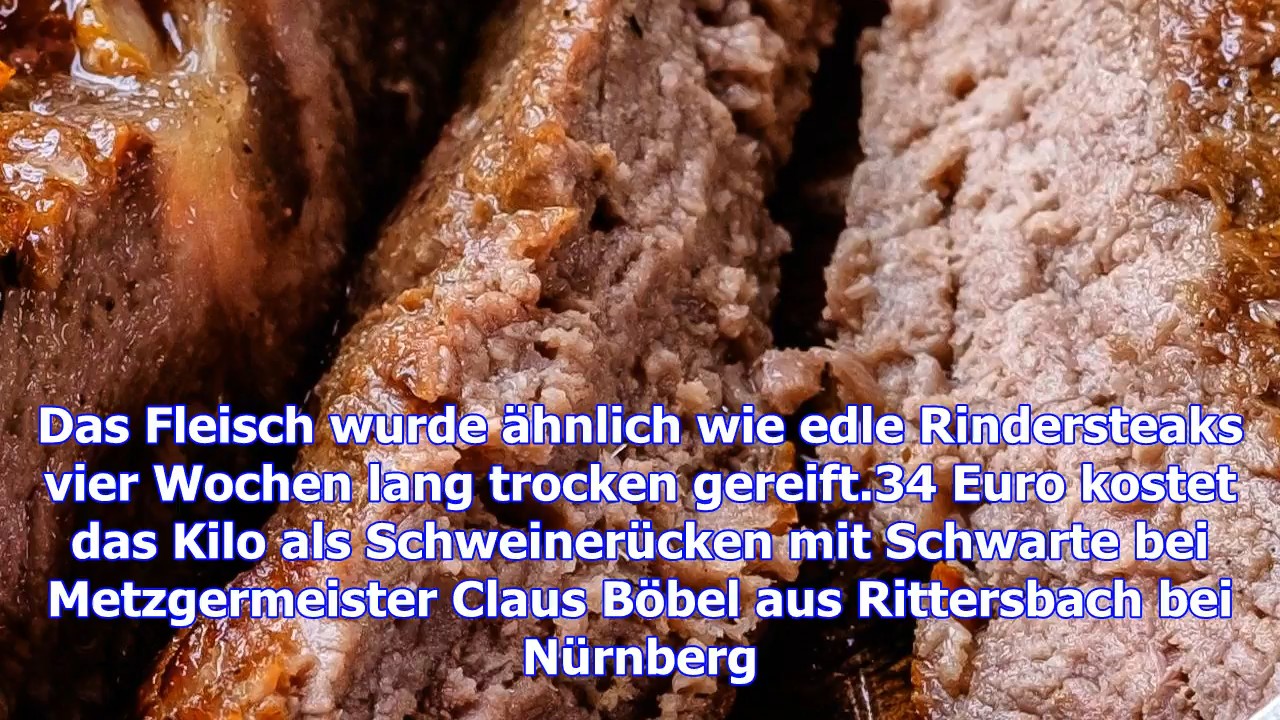 Das Fleisch wurde ähnlich wie edle Rindersteaks
vier Wochen lang trocken gereift.34 Euro kostet
das Kilo als Schweinerücken mit Schwarte bei
Metzgermeister Claus Böbel aus Rittersbach bei
Nürnberg